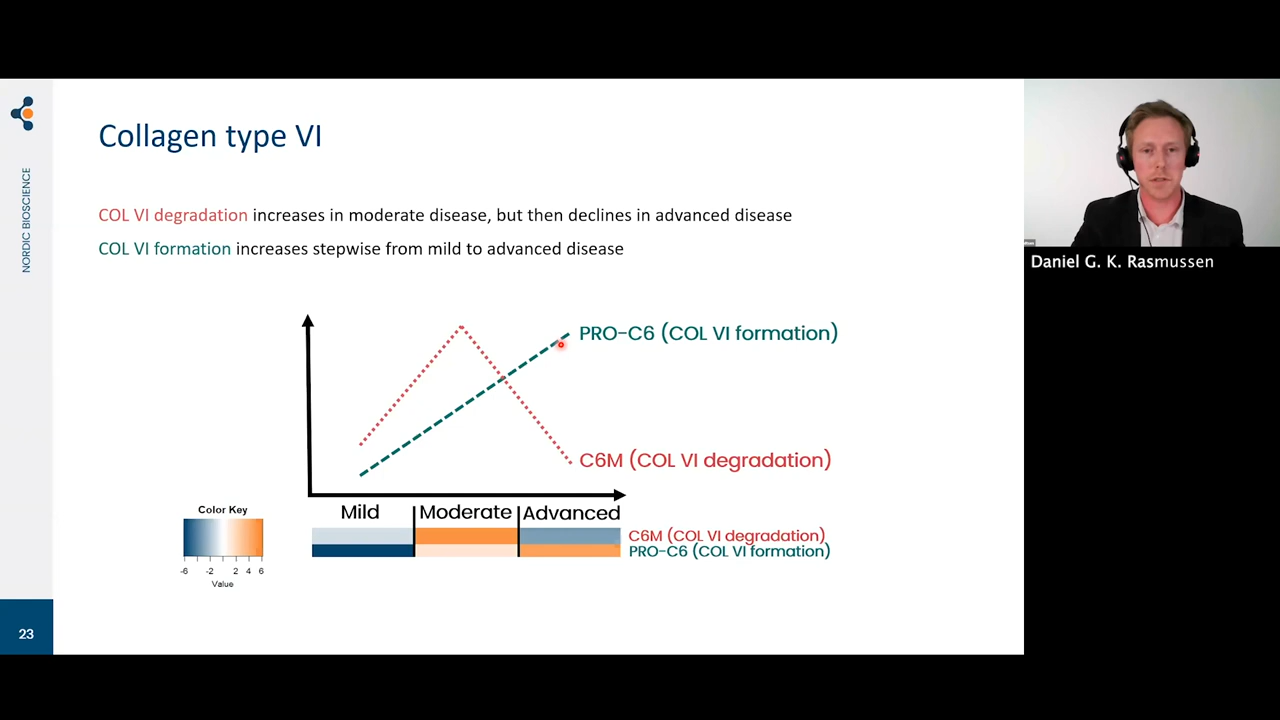 Collagen type VI
NORDIC BIOSCIENCE
COL VI degradation increases in moderate disease, but then declines in advanced disease
COL VI formation increases stepwise from mild to advanced disease
PRO-C6 (COL VI formation)
C6M (COL VI degradation)
Mild
Moderate
Advanced
C6M (COL VI degradation)
PRO-C6 (COL VI formation)
Color Key
-6 -2 2 4 6
Value
23
Daniel G. K. Rasmussen